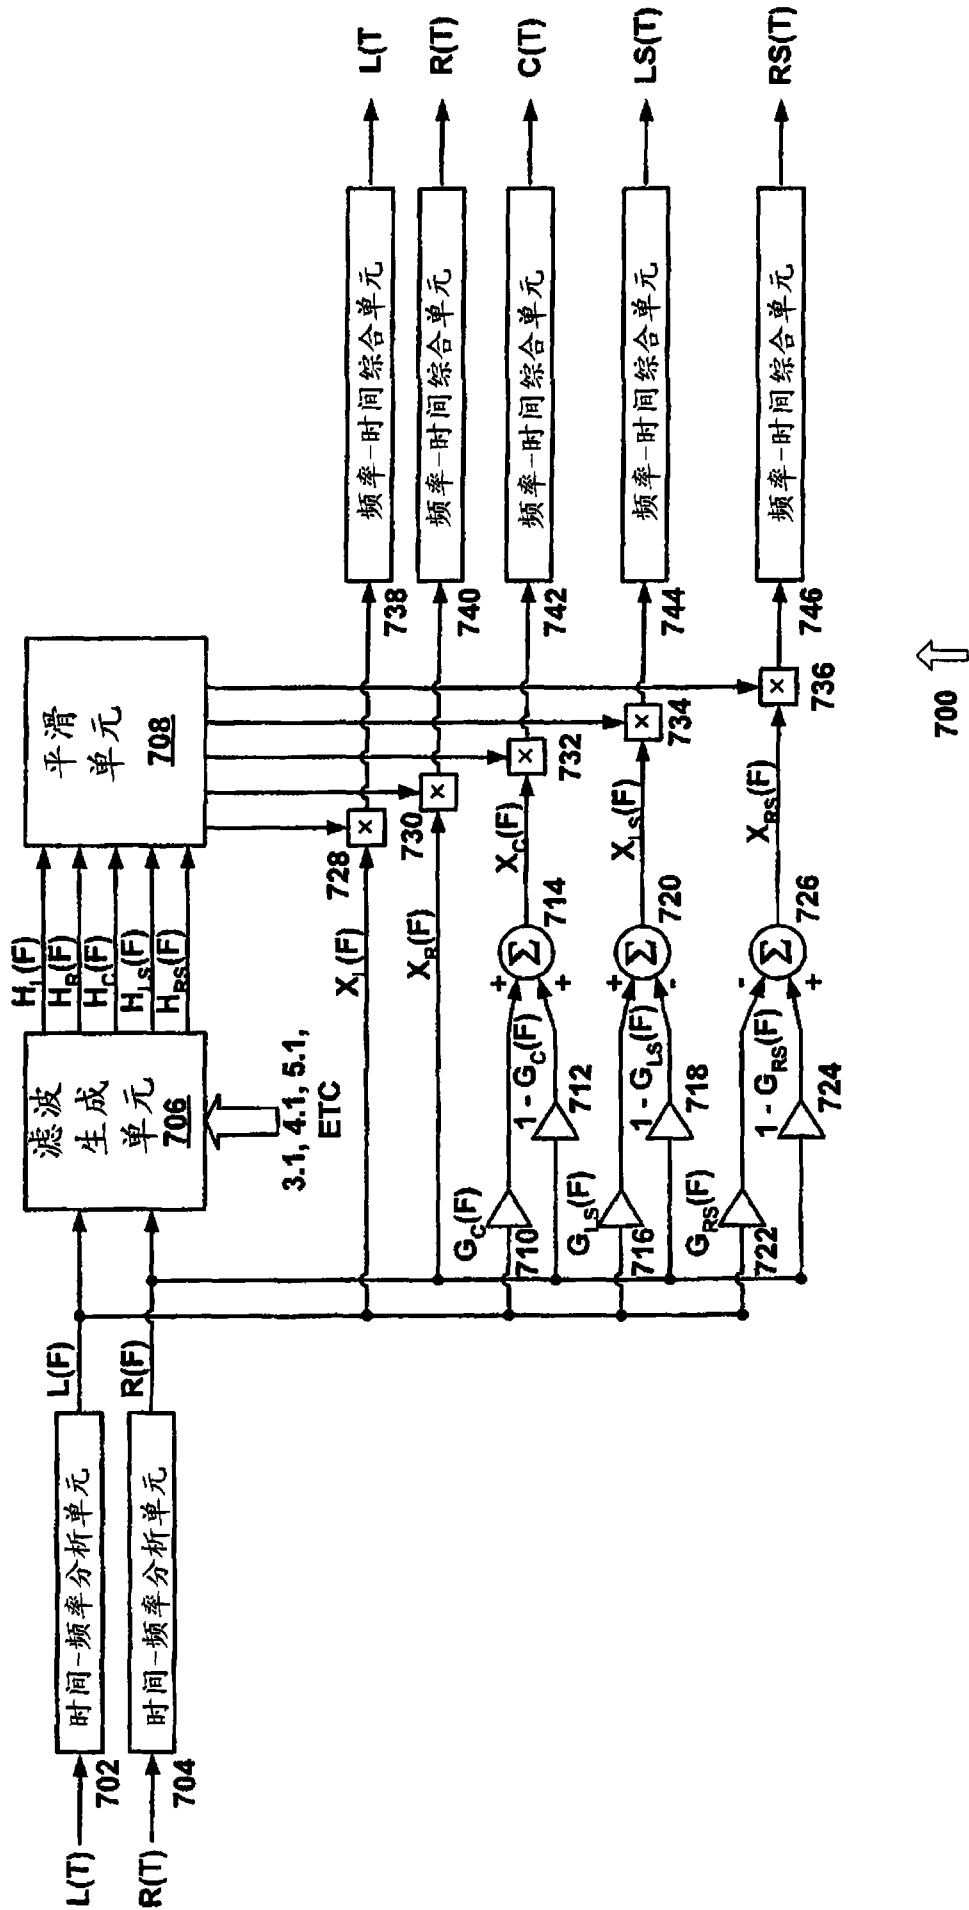 L(T)
702
时间-频率分析单元
L(F)
R(T)
704
时间-频率分析单元
R(F)
滤波
生成
单元
706
3.1, 4.1, 5.1,
ETC
H_L(F)
H_R(F)
H_C(F)
H_LS(F)
H_RS(F)
平滑
单元
708
X_L(F)
728
738
频率-时间综合单元
L(T
X_R(F)
730
740
频率-时间综合单元
R(T)
G_C(F)
710
1 - G_C(F)
712
+
+
Σ
714
X_C(F)
732
742
频率-时间综合单元
C(T)
G_LS(F)
716
1 - G_LS(F)
718
+
-
Σ
720
X_LS(F)
734
744
频率-时间综合单元
LS(T)
G_RS(F)
722
1 - G_RS(F)
724
-
+
Σ
726
X_RS(F)
736
746
频率-时间综合单元
RS(T)
×
×
×
×
×
700